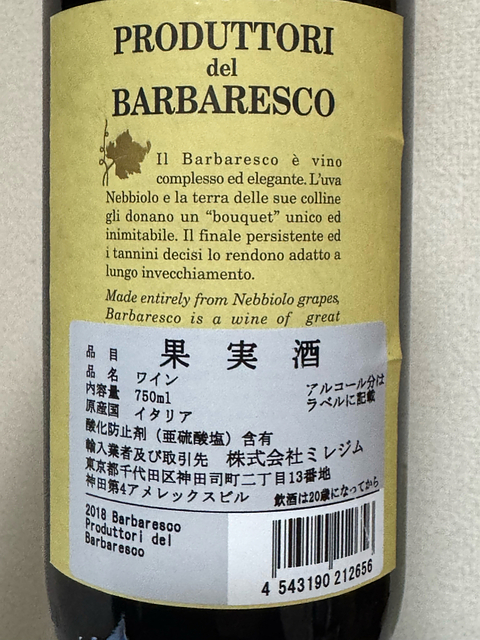 PRODUTTORI
del
BARBARESCO
Il Barbaresco è vino
complesso ed elegante. L'uva
Nebbiolo e la terra delle sue colline
gli donano un “bouquet” unico ed
inimitabile. Il finale persistente ed
i tannini decisi lo rendono adatto a
lungo invecchiamento.
Made entirely from Nebbiolo grapes,
Barbaresco is a wine of great
品目 果実酒
品名 ワイン
内容量 750ml
アルコール分は
ラベルに記載
原産国 イタリア
酸化防止剤（亜硫酸塩）含有
輸入業者及び取引先 株式会社ミレジム
東京都千代田区神田司町二丁目13番地
神田第4アメレックスビル
飲酒は20歳になってから
2018 Barbaresco
Produttori del
Barbaresco
4 543190 212656